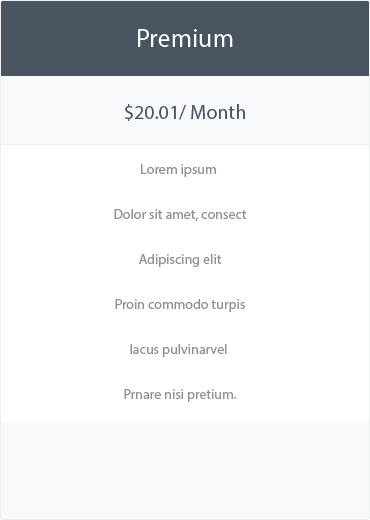 Premium
$20.01/ Month
Lorem ipsum
Dolor sit amet, consect
Adipiscing elit
Proin commodo turpis
lacus pulvinarvel
Prnare nisi pretium.